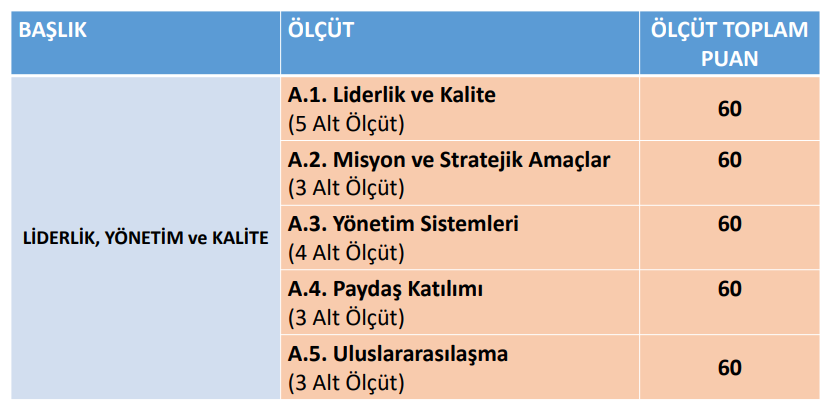 BAŞLIK
ÖLÇÜT
ÖLÇÜT TOPLAM
PUAN
LİDERLİK, YÖNETİM ve KALİTE
A.1. Liderlik ve Kalite
(5 Alt Ölçüt)
60
A.2. Misyon ve Stratejik Amaçlar
(3 Alt Ölçüt)
60
A.3. Yönetim Sistemleri
(4 Alt Ölçüt)
60
A.4. Paydaş Katılımı
(3 Alt Ölçüt)
60
A.5. Uluslararasılaşma
(3 Alt Ölçüt)
60